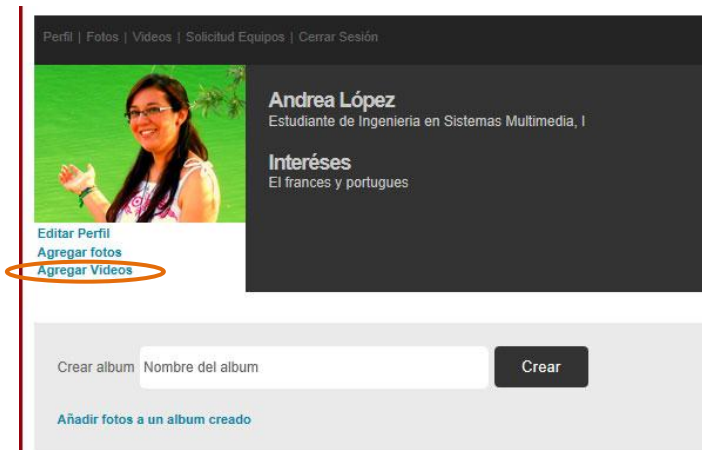 Perfil | Fotos | Videos | Solicitud Equipos | Cerrar Sesión
Andrea López
Estudiante de Ingenieria en Sistemas Multimedia, I
Interéses
El frances y portugues
Editar Perfil
Agregar fotos
Agregar Videos
Crear album Nombre del album Crear
Añadir fotos a un album creado